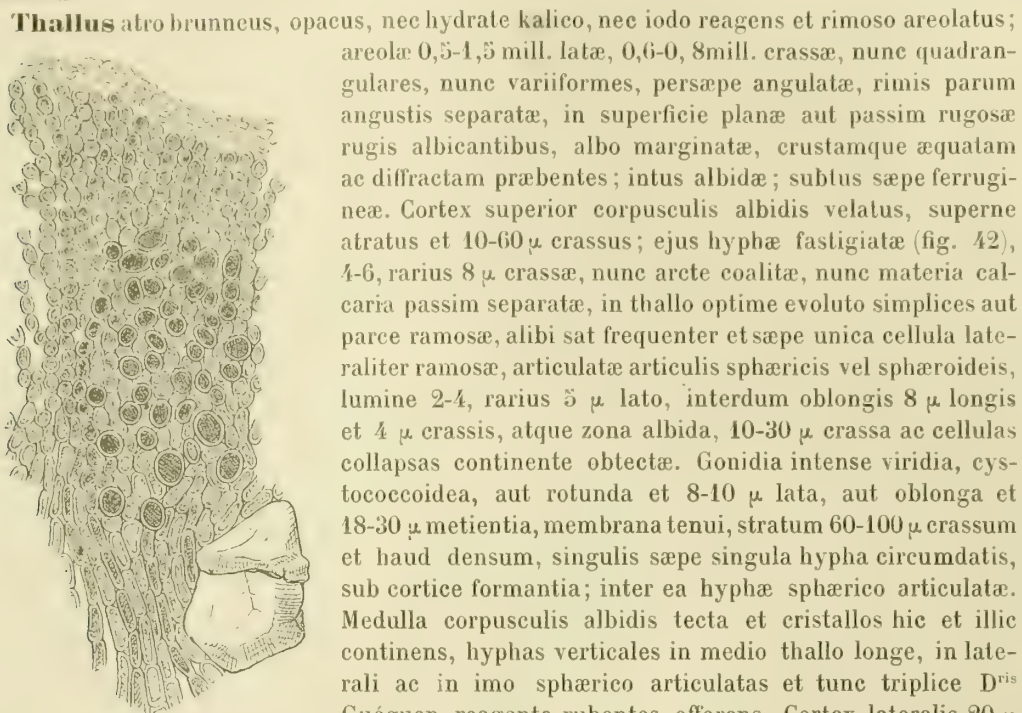 Thallus atro brunneus, opacus, nec hydrate kalico, nec iodo reagens et rimoso areolatus;
areolæ 0,5-1,5 mill. latæ, 0,6-0, 8mill. crassæ, nunc quadran-
gulares, nunc variiformes, persæpe angulatæ, rimis parum
angustis separatæ, in superficie planæ aut passim rugosæ
rugis albicantibus, albo marginatæ, crustamque æquatam
ac diffractam præbentes; intus albidæ; subtus sæpe ferrugi-
neæ. Cortex superior corpusculis albidis velatus, superne
atratus et 10-60 µ crassus; ejus hyphæ fastigiatæ (fig. 42),
4-6, rarius 8 µ crassæ, nunc arcte coalitæ, nunc materia cal-
caria passim separatæ, in thallo optime evoluto simplices aut
parce ramosæ, alibi sat frequenter et sæpe unica cellula late-
raliter ramosæ, articulatæ articulis sphæricis vel sphæroideis,
lumine 2-4, rarius 5 µ lato, interdum oblongis 8 µ longis
et 4 µ crassis, atque zona albida, 10-30 µ crassa ac cellulas
collapsas continente obtectæ. Gonidia intense viridia, cys-
tococcoidea, aut rotunda et 8-10 µ lata, aut oblonga et
18-30 µ metientia, membrana tenui, stratum 60-100 µ crassum
et haud densum, singulis sæpe singula hypha circumdatis,
sub cortice formantia; inter ea hyphæ sphærico articulatæ.
Medulla corpusculis albidis tecta et cristallos hic et illic
continens, hyphas verticales in medio thallo longe, in late-
rali ac in imo sphærico articulatas et tunc triplice D^ris